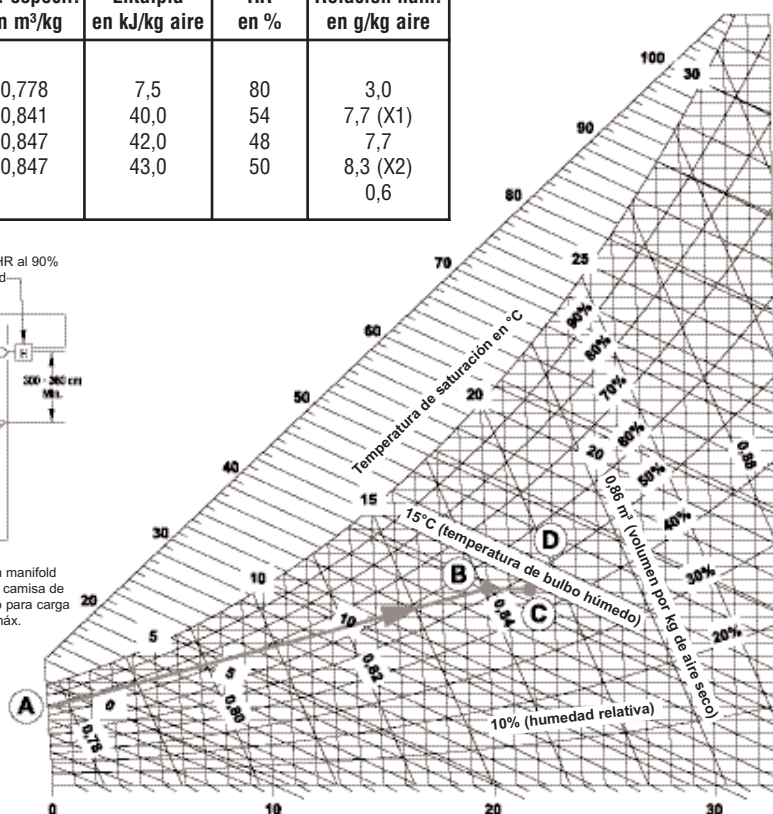 en kJ/kg aire
en %
en g/kg aire
0,778 7,5 80 3,0
0,841 40,0 54 7,7 (X1)
0,847 42,0 48 7,7
0,847 43,0 50 8,3 (X2)
0,6
HR al 90%
H
300 - 360 cm
Mín.
manifold
camisa de
para carga
100
90
80
70
60
50
40
30
20
30
25
20
15
10
5
Temperatura de saturación en °C
90%
80%
70%
60%
50%
40%
30%
20%
10% (humedad relativa)
15°C (temperatura de bulbo húmedo)
0,86 m³ (volumen por kg de aire seco)
0,88
20
10
5
0
0,84
0,82
0,80
0,78
A
B
C
D
0 10 20 30